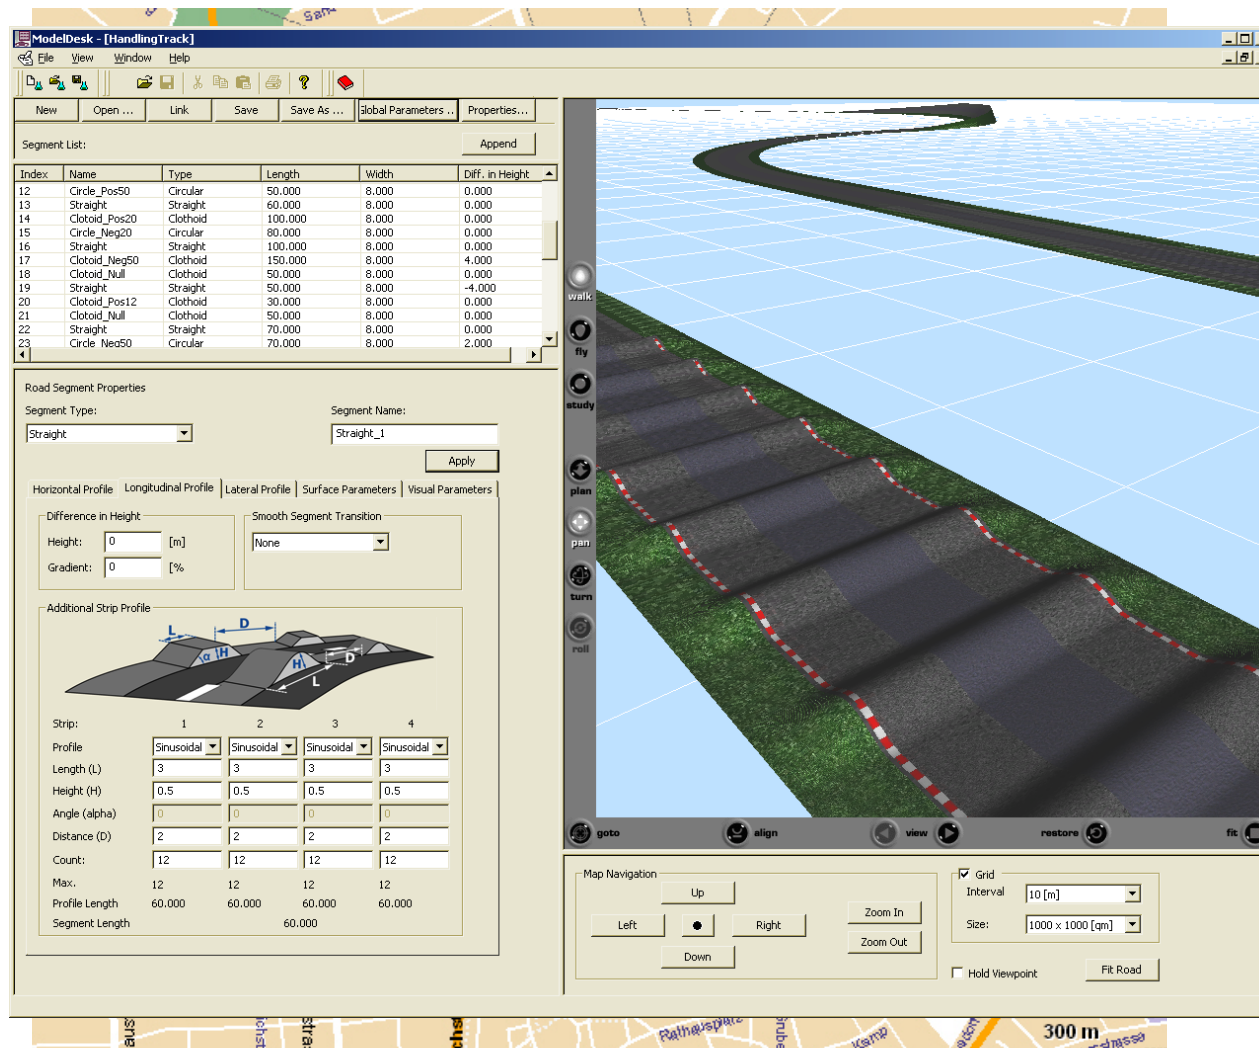 ModelDesk - [HandlingTrack]
File View Window Help
New Open ... Link Save Save As ... Global Parameters .. Properties...
Segment List:
Append
Index Name Type Length Width Diff. in Height
12 Circle_Pos50 Circular 50.000 8.000 0.000
13 Straight Straight 60.000 8.000 0.000
14 Clotoid_Pos20 Clothoid 100.000 8.000 0.000
15 Circle_Neg20 Circular 80.000 8.000 0.000
16 Straight Straight 100.000 8.000 0.000
17 Clotoid_Neg50 Clothoid 150.000 8.000 4.000
18 Clotoid_Null Clothoid 50.000 8.000 0.000
19 Straight Straight 50.000 8.000 -4.000
20 Clotoid_Pos12 Clothoid 30.000 8.000 0.000
21 Clotoid_Null Clothoid 50.000 8.000 0.000
22 Straight Straight 70.000 8.000 0.000
23 Circle_Neg50 Circular 70.000 8.000 2.000
Road Segment Properties
Segment Type: Segment Name:
Straight Straight_1
Apply
Horizontal Profile Longitudinal Profile Lateral Profile Surface Parameters Visual Parameters
Difference in Height Smooth Segment Transition
Height: 0 [m] None
Gradient: 0 [%
Additional Strip Profile
L D
α H H D
L
Strip: 1 2 3 4
Profile Sinusoidal Sinusoidal Sinusoidal Sinusoidal
Length (L) 3 3 3 3
Height (H) 0.5 0.5 0.5 0.5
Angle (alpha) 0 0 0 0
Distance (D) 2 2 2 2
Count: 12 12 12 12
Max. 12 12 12 12
Profile Length 60.000 60.000 60.000 60.000
Segment Length 60.000
walk
fly
study
plan
pan
turn
roll
goto align view restore fit
Map Navigation
Up
Left Right
Down
Zoom In
Zoom Out
Grid
Interval 10 [m]
Size: 1000 x 1000 [qm]
Hold Viewpoint Fit Road
Kamp
300 m